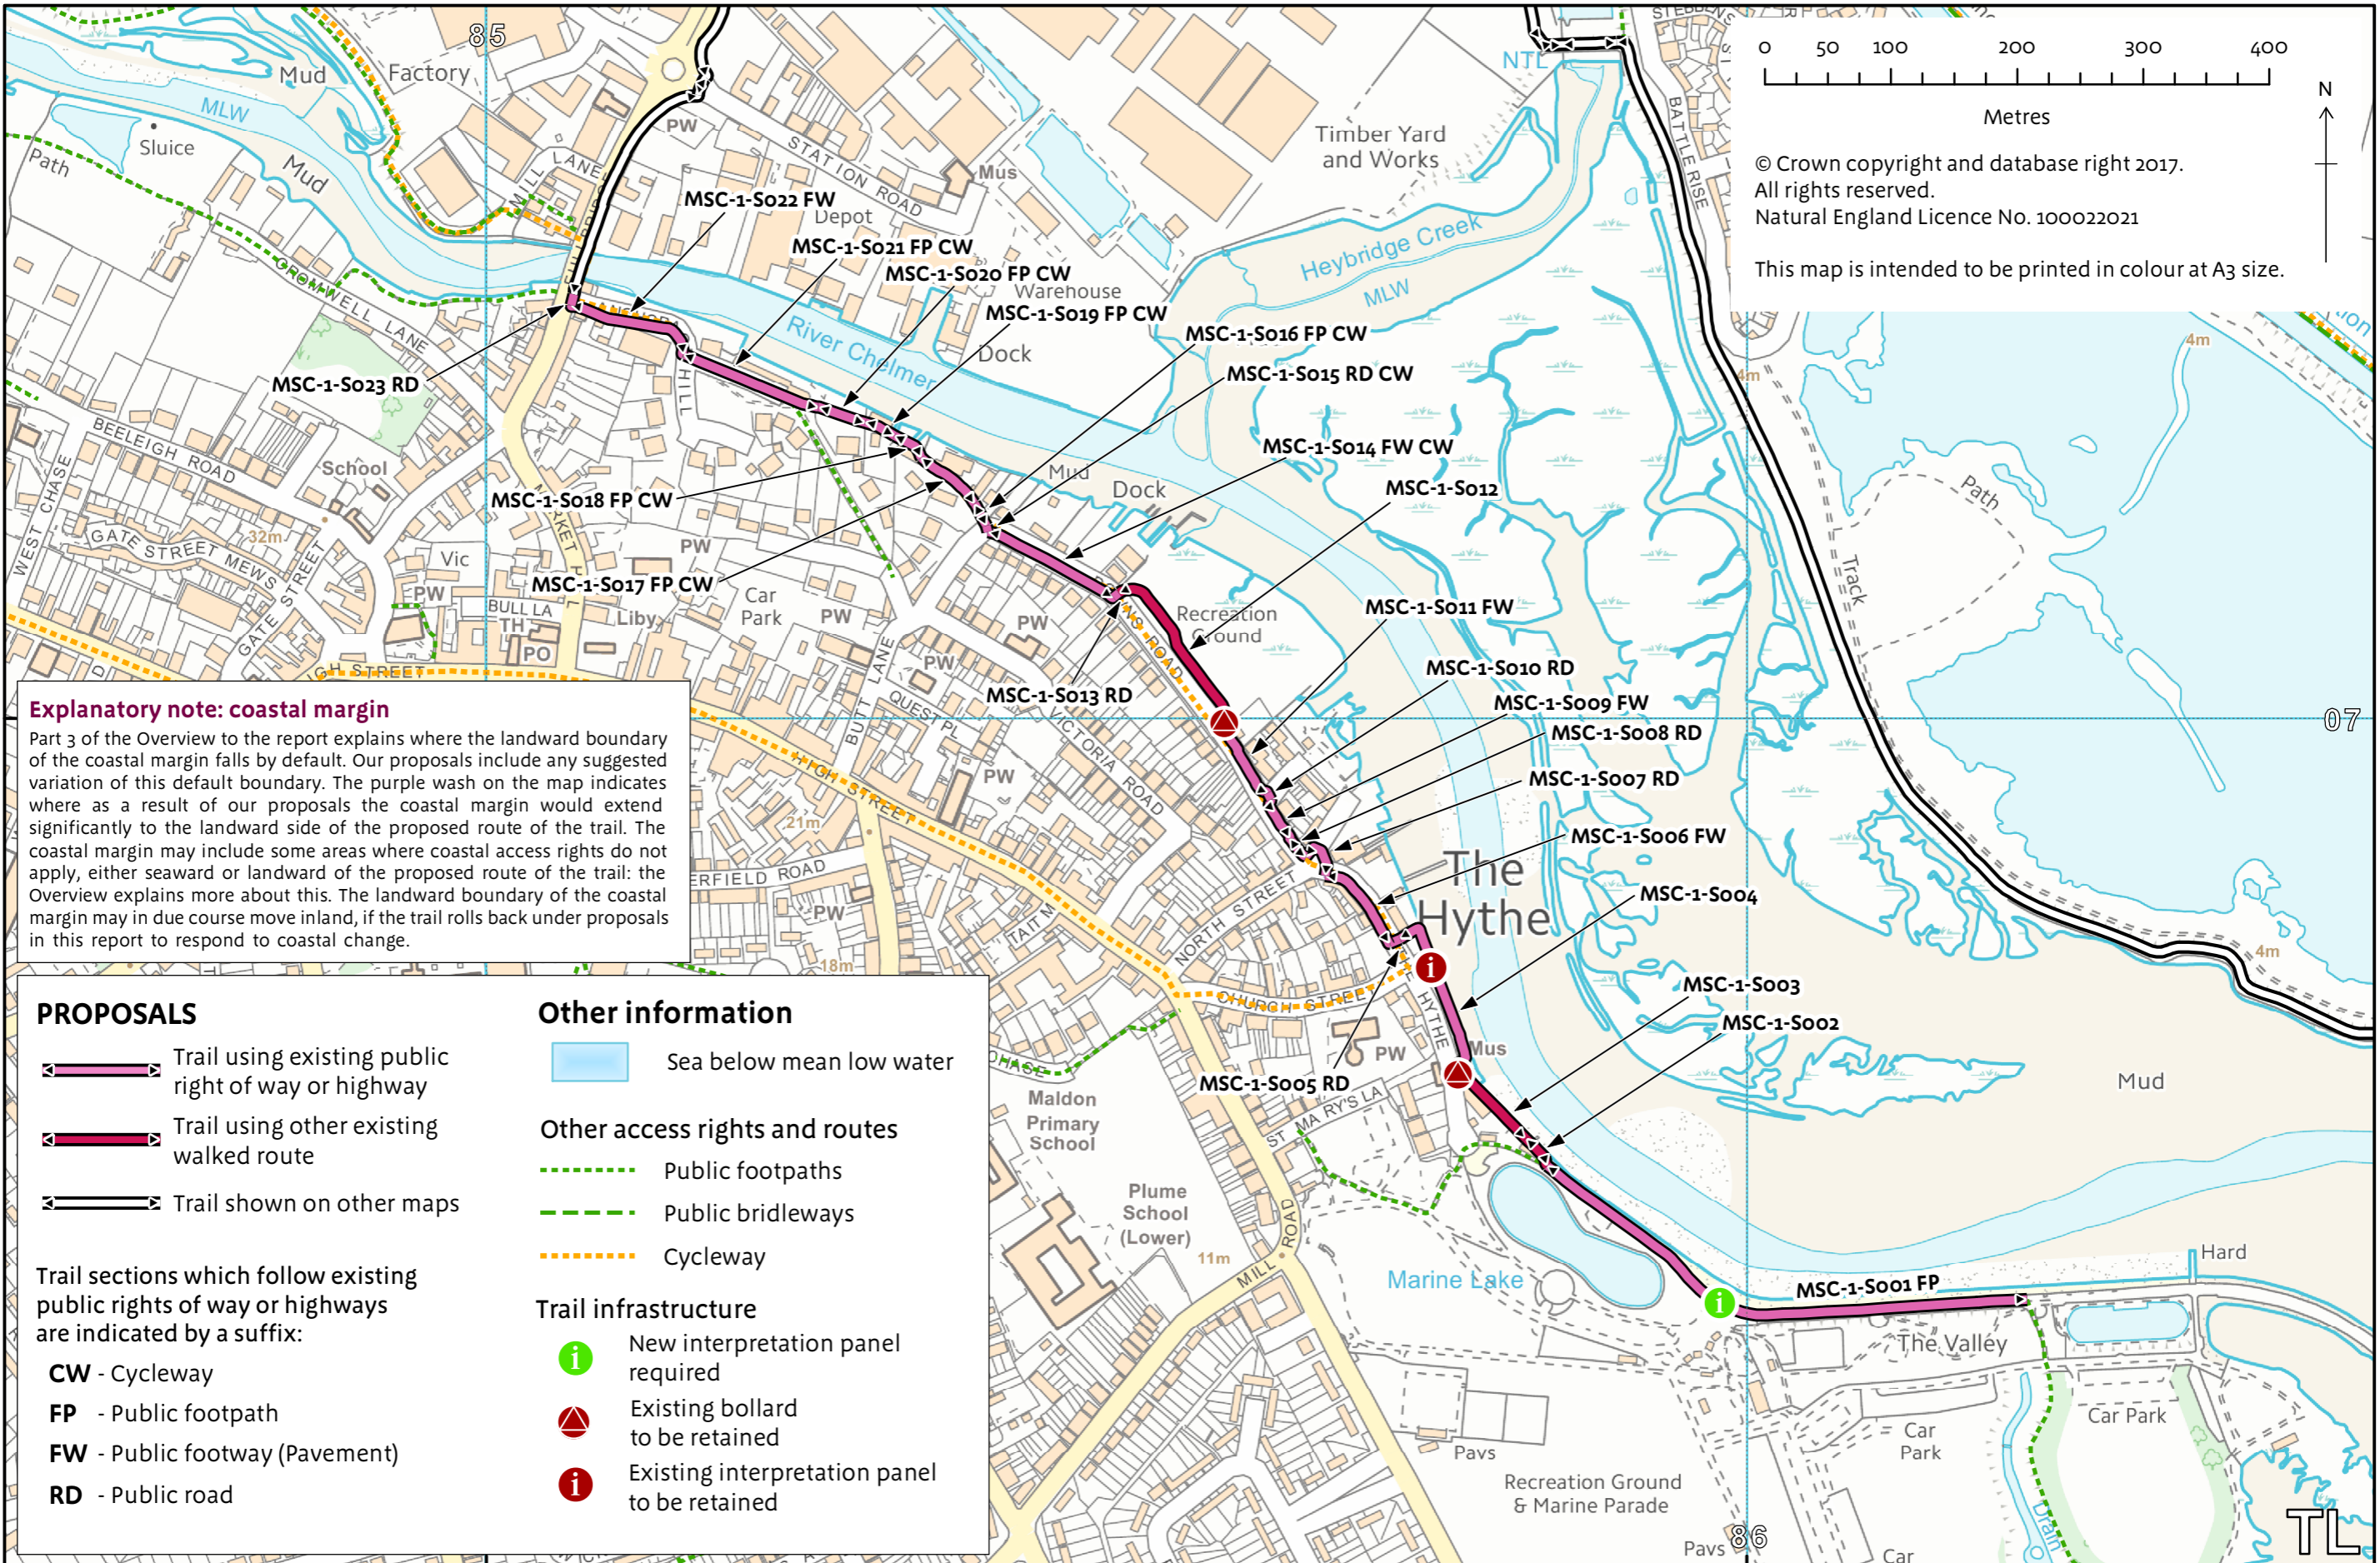 85
Mud
Factory
MLW
Sluice
Path
Mud
MILL LANE
PW
STATION ROAD
Mus
Depot
Warehouse
Dock
River Chelmer
NTL
Timber Yard
and Works
Heybridge Creek
MLW
BATTLE RISE
0 50 100 200 300 400
Metres
N
© Crown copyright and database right 2017.
All rights reserved.
Natural England Licence No. 100022021
This map is intended to be printed in colour at A3 size.
MSC-1-S022 FW
MSC-1-S021 FP CW
MSC-1-S020 FP CW
MSC-1-S019 FP CW
MSC-1-S016 FP CW
MSC-1-S015 RD CW
MSC-1-S014 FW CW
MSC-1-S012
MSC-1-S023 RD
MSC-1-S018 FP CW
MSC-1-S017 FP CW
MSC-1-S013 RD
MSC-1-S011 FW
MSC-1-S010 RD
MSC-1-S009 FW
MSC-1-S008 RD
MSC-1-S007 RD
MSC-1-S006 FW
MSC-1-S004
MSC-1-S003
MSC-1-S002
MSC-1-S005 RD
MSC-1-S001 FP
CROMWELL LANE
HILL
BEELEIGH ROAD
School
WEST CHASE
GATE STREET MEWS
GATE STREET
32m
Vic
PW
BULL LA
TH
PO
Liby
PW
Car
Park
PW
PW
PW
Mud
Dock
Recreation
Ground
BUTT LANE
QUEST PL
VICTORIA ROAD
PW
HIGH STREET
21m
ERFIELD ROAD
PW
TAIT M
18m
NORTH STREET
CHURCH STREET
HYTHE
The
Hythe
PW
Mus
ST MARY'S LA
CHASE
Maldon
Primary
School
Plume
School
(Lower)
11m
MILL ROAD
Marine Lake
4m
4m
Path
Track
07
4m
Mud
Hard
The Valley
Car Park
Car
Park
Drain
Pavs
Recreation Ground
& Marine Parade
Pavs
86
Car
TL
Explanatory note: coastal margin
Part 3 of the Overview to the report explains where the landward boundary
of the coastal margin falls by default. Our proposals include any suggested
variation of this default boundary. The purple wash on the map indicates
where as a result of our proposals the coastal margin would extend
significantly to the landward side of the proposed route of the trail. The
coastal margin may include some areas where coastal access rights do not
apply, either seaward or landward of the proposed route of the trail: the
Overview explains more about this. The landward boundary of the coastal
margin may in due course move inland, if the trail rolls back under proposals
in this report to respond to coastal change.
PROPOSALS
Trail using existing public
right of way or highway
Trail using other existing
walked route
Trail shown on other maps
Trail sections which follow existing
public rights of way or highways
are indicated by a suffix:
CW - Cycleway
FP - Public footpath
FW - Public footway (Pavement)
RD - Public road
Other information
Sea below mean low water
Other access rights and routes
Public footpaths
Public bridleways
Cycleway
Trail infrastructure
New interpretation panel
required
Existing bollard
to be retained
Existing interpretation panel
to be retained